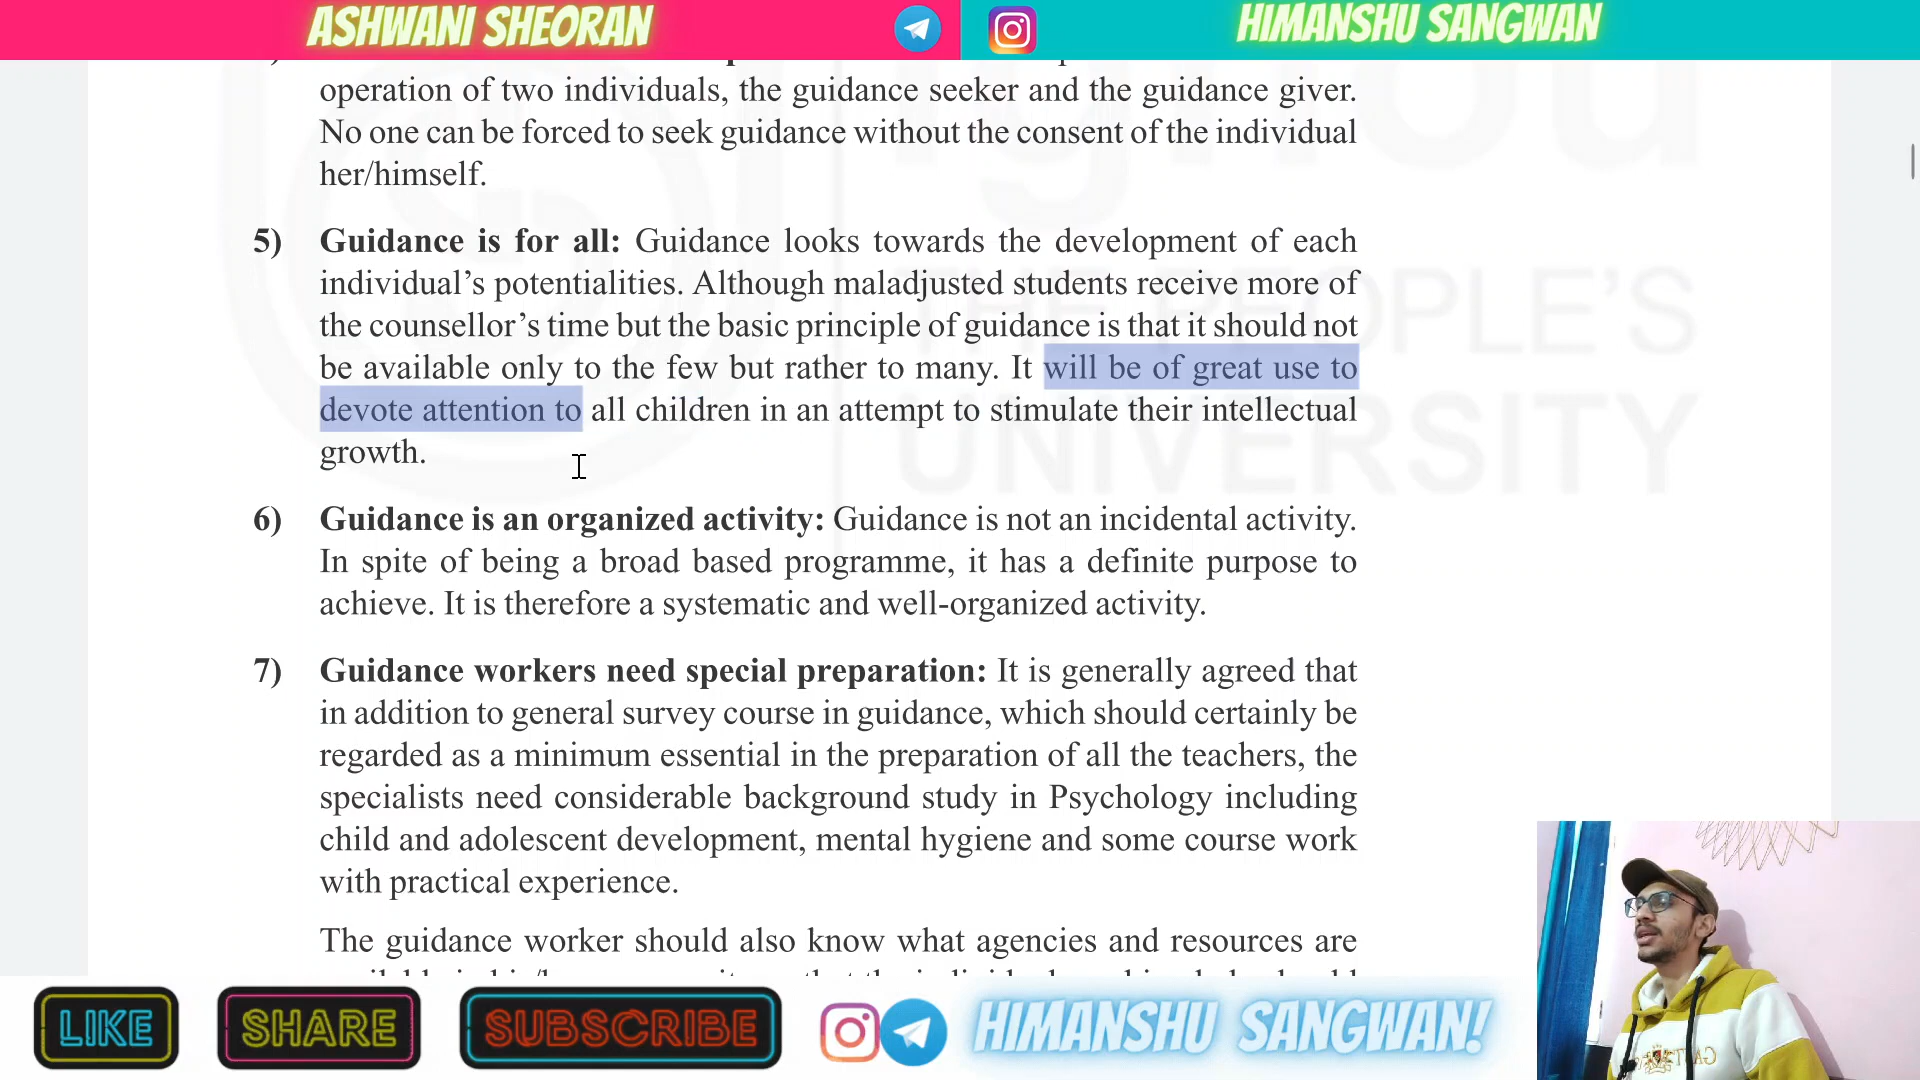 ASHWANI SHEORAN
HIMANSHU SANGWAN
operation of two individuals, the guidance seeker and the guidance giver.
No one can be forced to seek guidance without the consent of the individual
her/himself.
5) Guidance is for all: Guidance looks towards the development of each
individual's potentialities. Although maladjusted students receive more of
the counsellor's time but the basic principle of guidance is that it should not
be available only to the few but rather to many. It will be of great use to
devote attention to all children in an attempt to stimulate their intellectual
growth.
6) Guidance is an organized activity: Guidance is not an incidental activity.
In spite of being a broad based programme, it has a definite purpose to
achieve. It is therefore a systematic and well-organized activity.
7) Guidance workers need special preparation: It is generally agreed that
in addition to general survey course in guidance, which should certainly be
regarded as a minimum essential in the preparation of all the teachers, the
specialists need considerable background study in Psychology including
child and adolescent development, mental hygiene and some course work
with practical experience.
The guidance worker should also know what agencies and resources are
ignou
THE PEOPLE'S
UNIVERSITY
LIKE
SHARE
SUBSCRIBE
HIMANSHU SANGWAN!